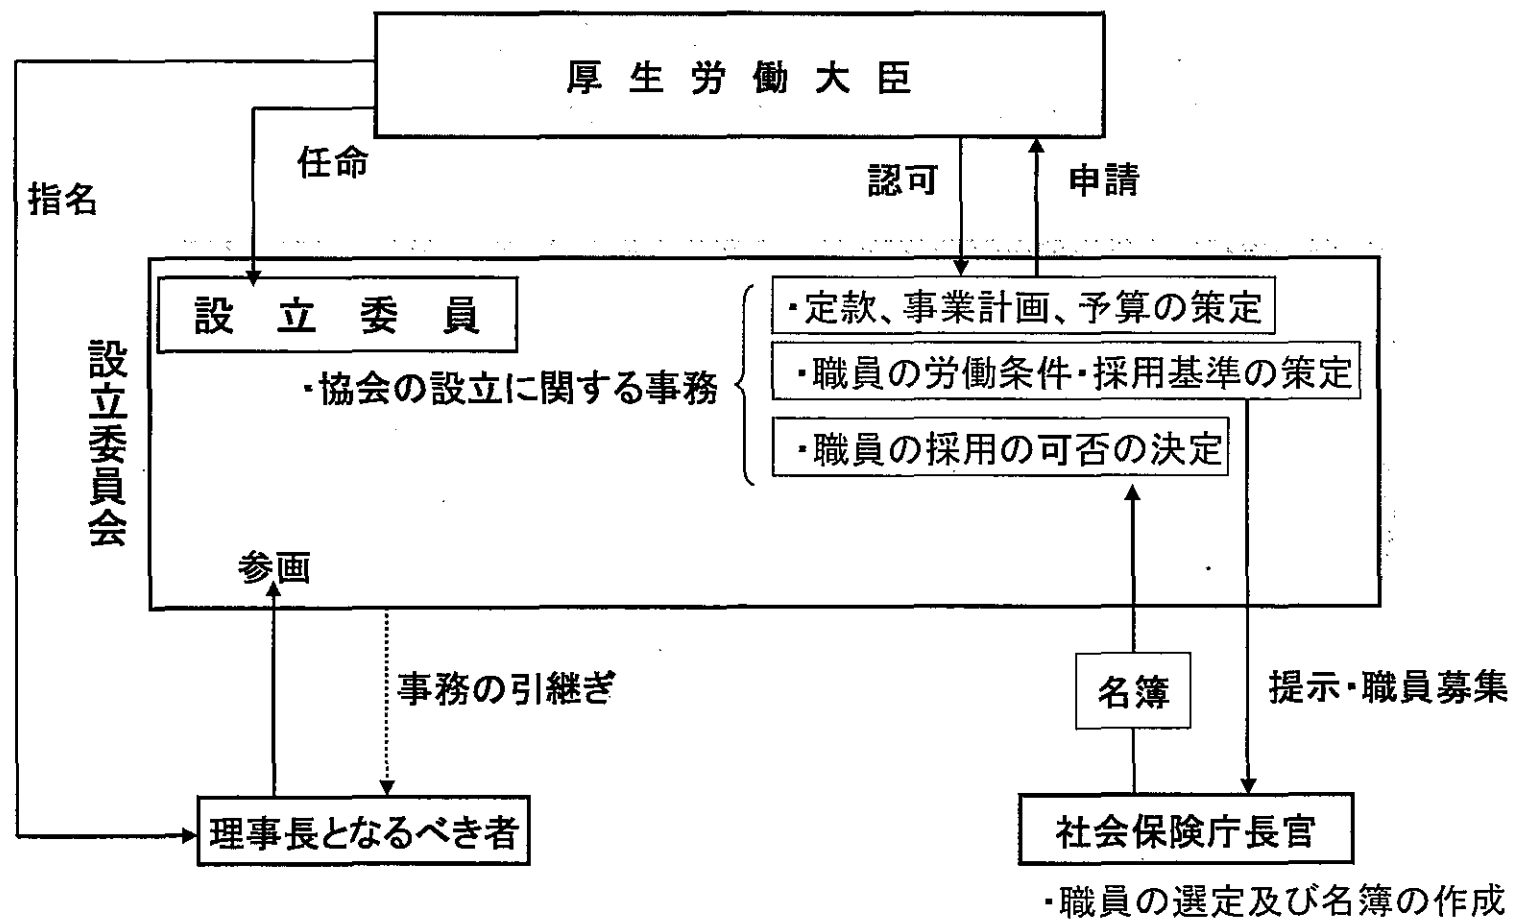 厚生労働大臣
任命
認可
申請
指名
設立委員会
設立委員
・協会の設立に関する事務
・定款、事業計画、予算の策定
・職員の労働条件・採用基準の策定
・職員の採用の可否の決定
参画
事務の引継ぎ
名簿
提示・職員募集
理事長となるべき者
社会保険庁長官
・職員の選定及び名簿の作成